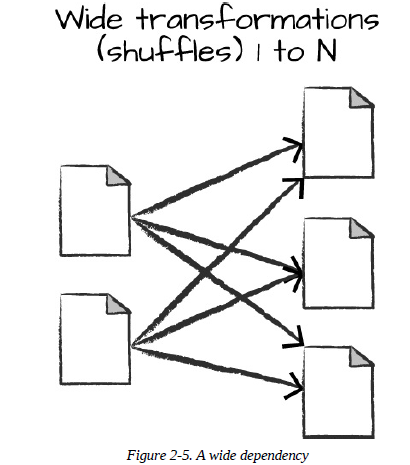 Wide transformations
(shuffles) 1 to N
Figure 2-5. A wide dependency